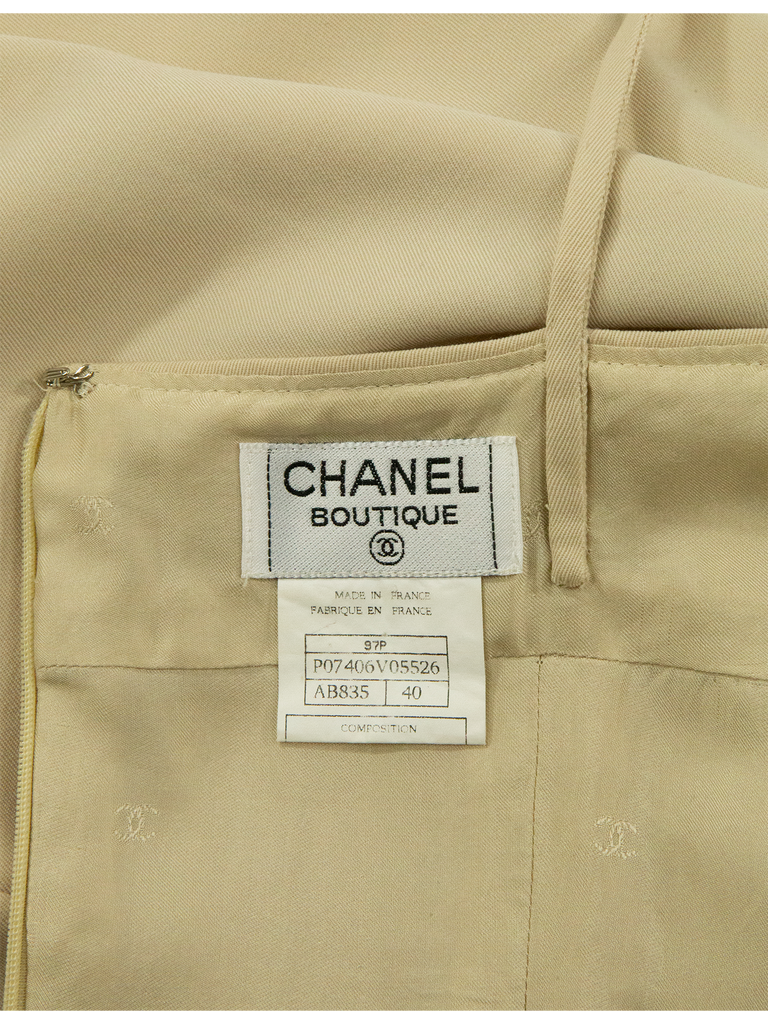 CHANEL
BOUTIQUE
MADE IN FRANCE
FABRIQUE EN FRANCE
97P
P07406V05526
AB835 40
COMPOSITION